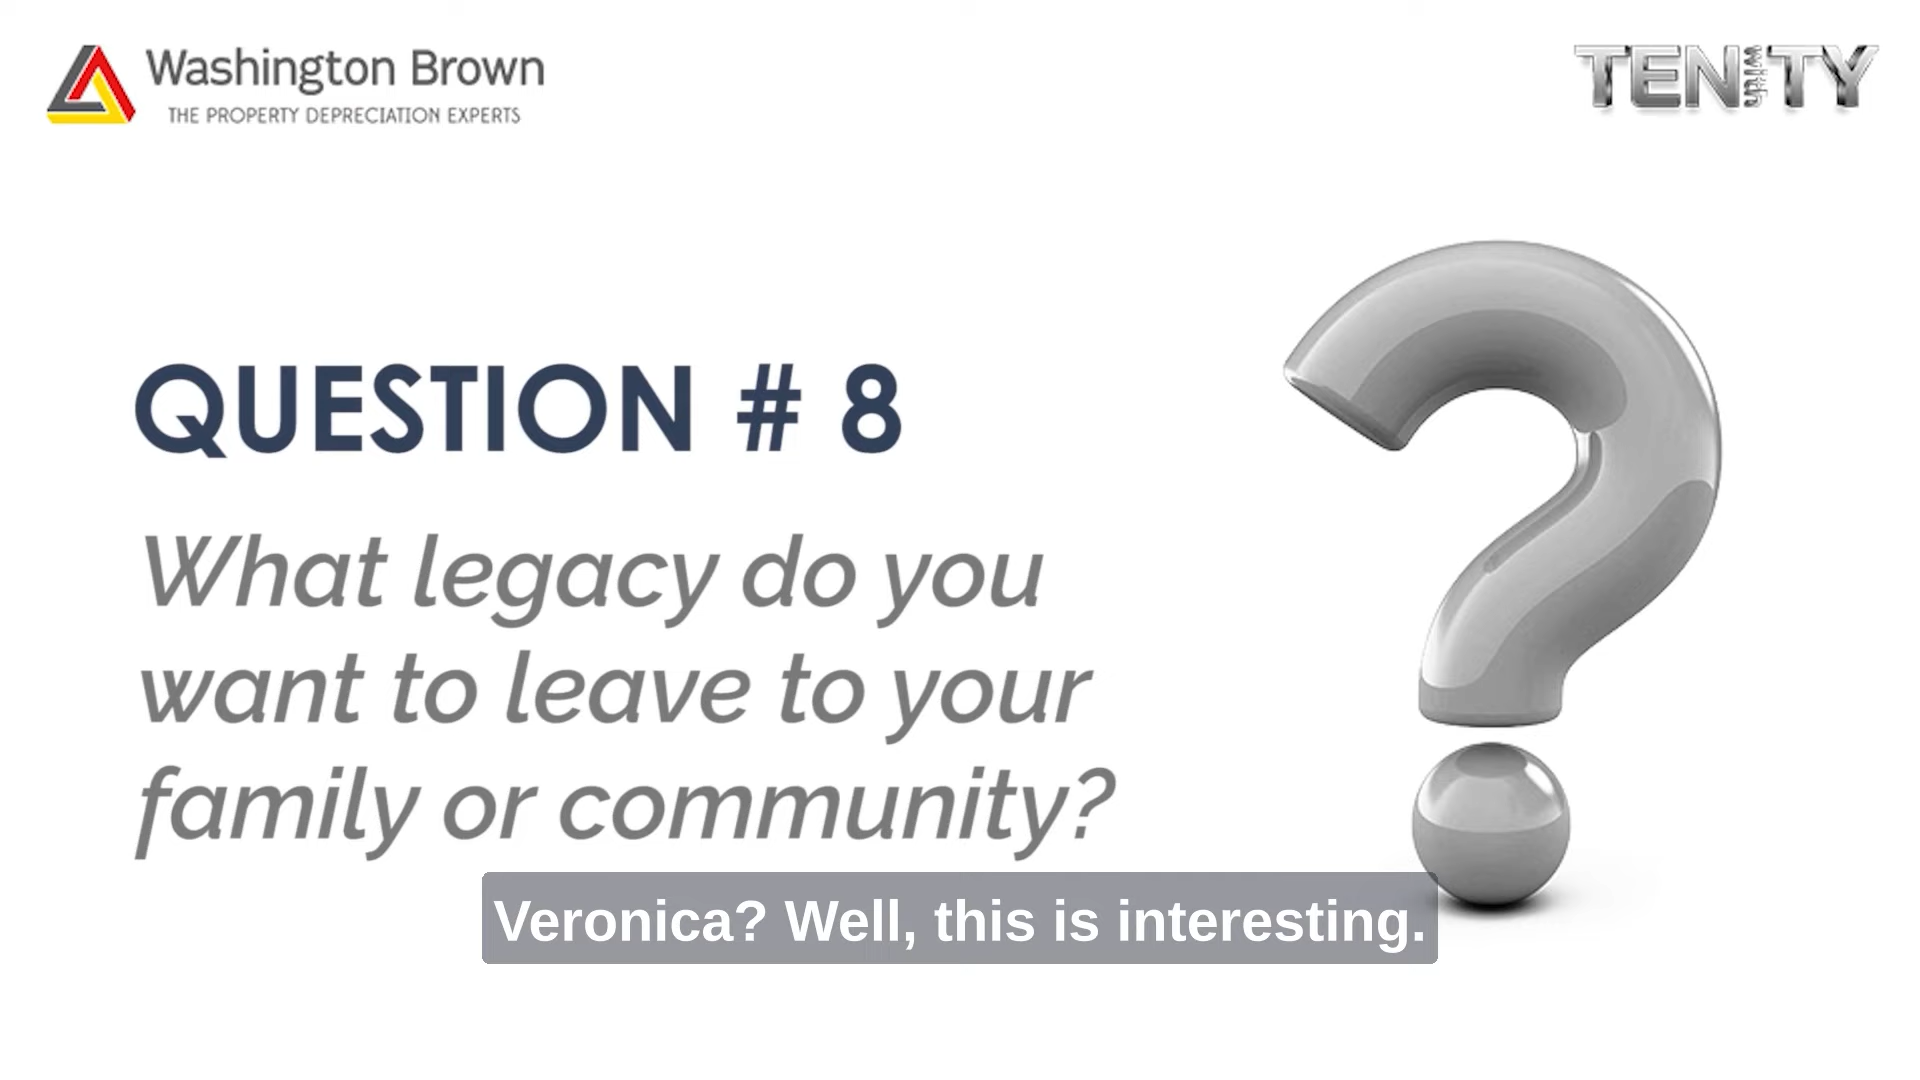 Washington Brown
THE PROPERTY DEPRECIATION EXPERTS
TEN with TY
QUESTION # 8
What legacy do you
want to leave to your
family or community?
Veronica? Well, this is interesting.